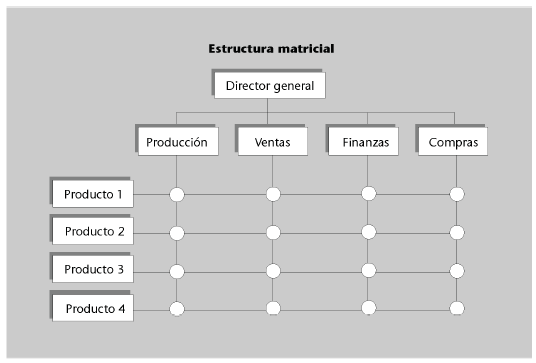 Estructura matricial
Director general
Producción Ventas Finanzas Compras
Producto 1
Producto 2
Producto 3
Producto 4